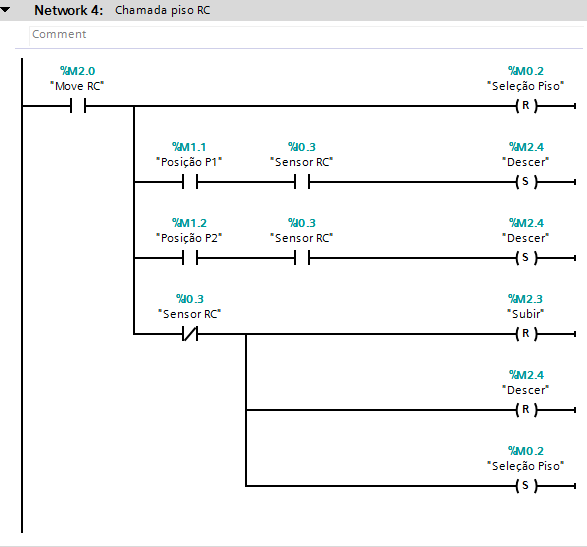 Network 4: Chamada piso RC
Comment
%M2.0 %M0.2
"Move RC" "Seleção Piso"
R
%M1.1 %I0.3 %M2.4
"Posição P1" "Sensor RC" "Descer"
S
%M1.2 %I0.3 %M2.4
"Posição P2" "Sensor RC" "Descer"
S
%I0.3 %M2.3
"Sensor RC" "Subir"
R
%M2.4
"Descer"
R
%M0.2
"Seleção Piso"
S